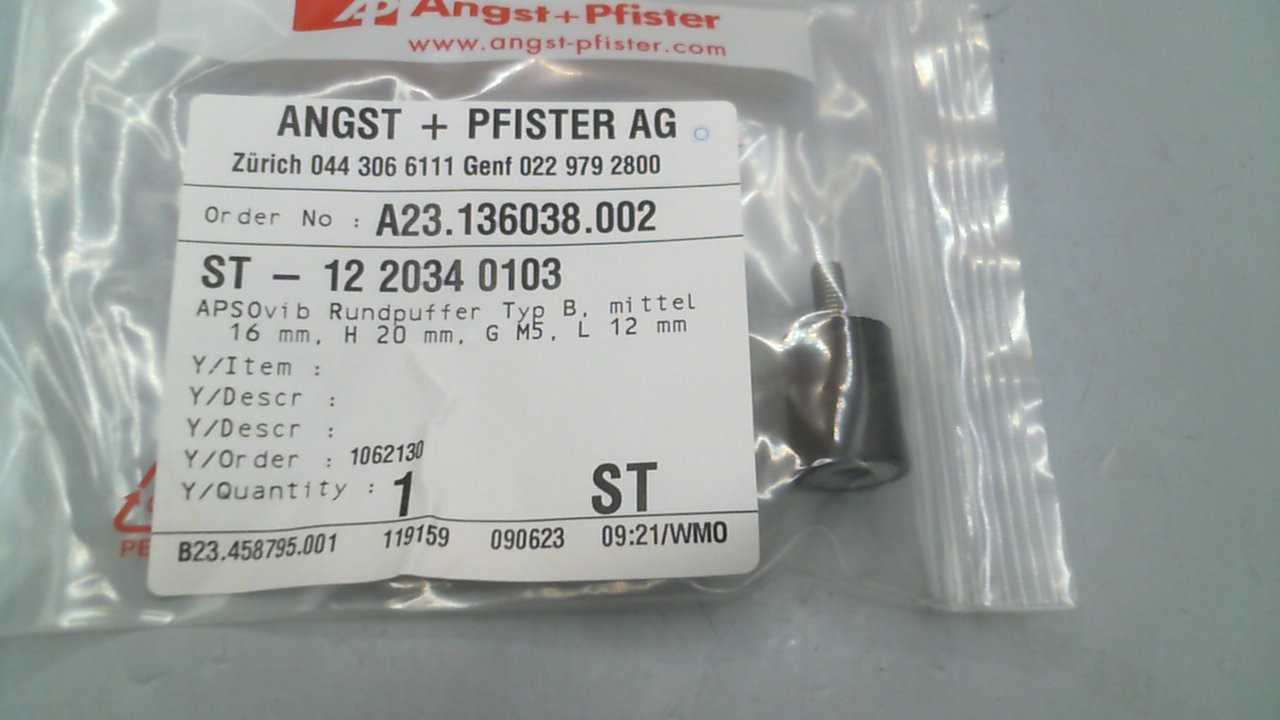 AP Angst+Pfister
www.angst-pfister.com
ANGST + PFISTER AG
Zürich 044 306 6111 Genf 022 979 2800
Order No : A23.136038.002
ST - 12 2034 0103
APSOvib Rundpuffer Typ B, mittel
16 mm, H 20 mm, G M5, L 12 mm
Y/Item :
Y/Descr :
Y/Descr :
Y/Order : 1062130
Y/Quantity : 1 ST
B23.458795.001 119159 090623 09:21/WMO
PE